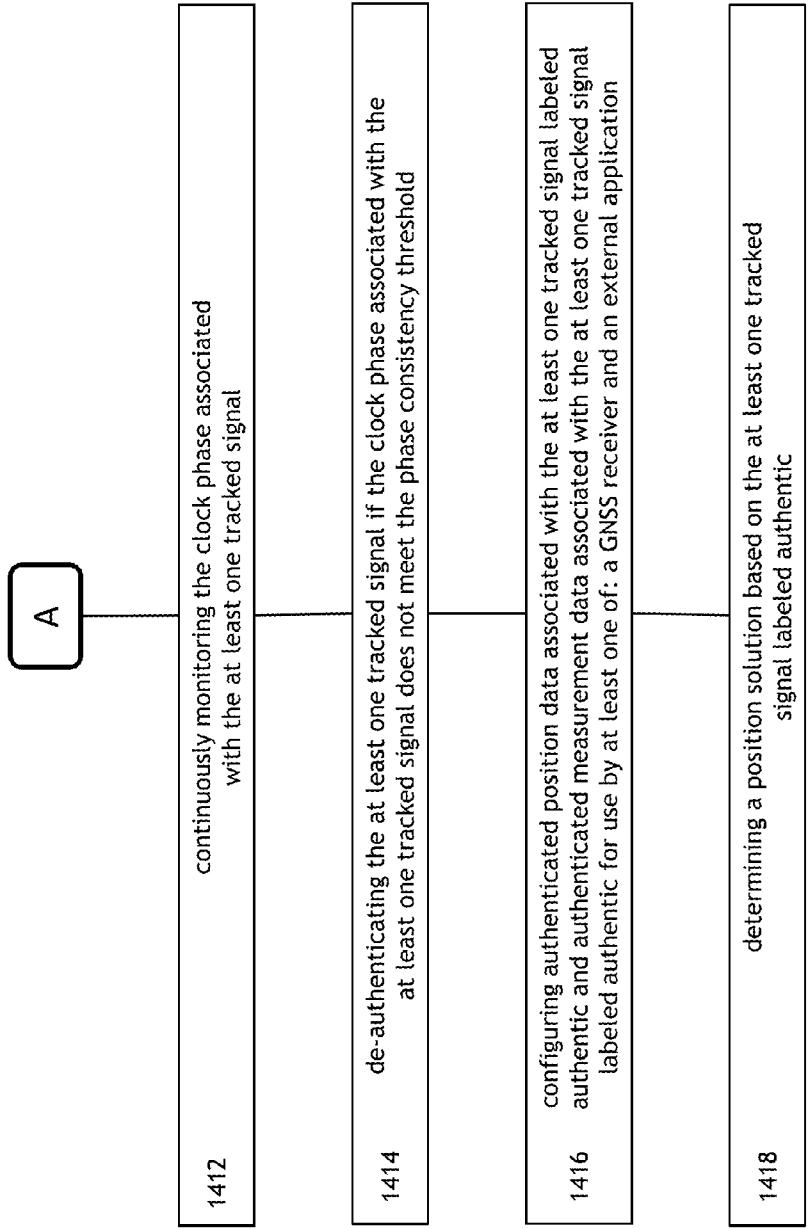 A
1412
continuously monitoring the clock phase associated
with the at least one tracked signal
1414
de-authenticating the at least one tracked signal if the clock phase associated with the
at least one tracked signal does not meet the phase consistency threshold
1416
configuring authenticated position data associated with the at least one tracked signal labeled
authentic and authenticated measurement data associated with the at least one tracked signal
labeled authentic for use by at least one of: a GNSS receiver and an external application
1418
determining a position solution based on the at least one tracked
signal labeled authentic